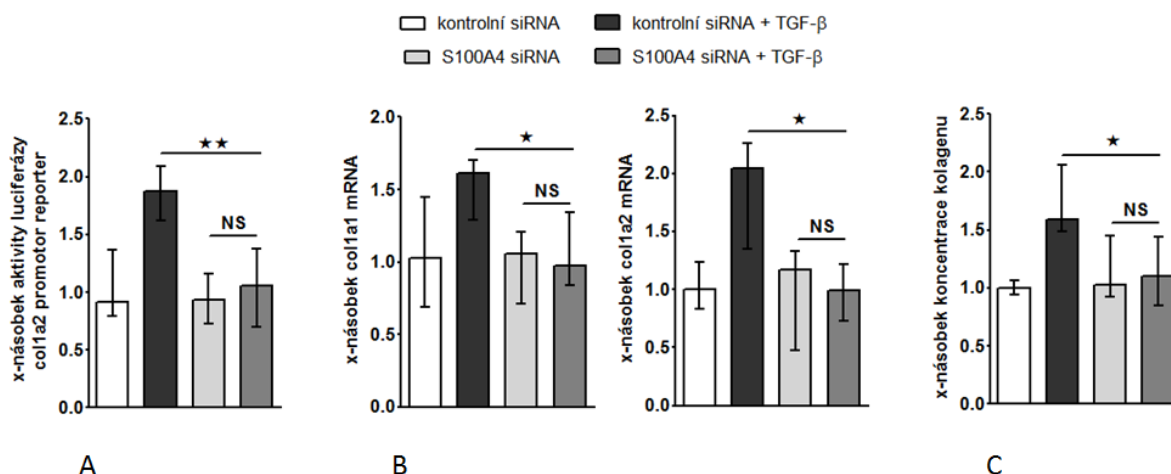 kontrolní siRNA
kontrolní siRNA + TGF-β
S100A4 siRNA
S100A4 siRNA + TGF-β
x-násobek aktivity luciferázy
col1a2 promotor reporter
2.5
2.0
1.5
1.0
0.5
0.0
★★
NS
A
x-násobek col1a1 mRNA
2.0
1.5
1.0
0.5
0.0
★
NS
B
x-násobek col1a2 mRNA
2.5
2.0
1.5
1.0
0.5
0.0
★
NS
x-násobek koncentrace kolagenu
2.5
2.0
1.5
1.0
0.5
0.0
★
NS
C